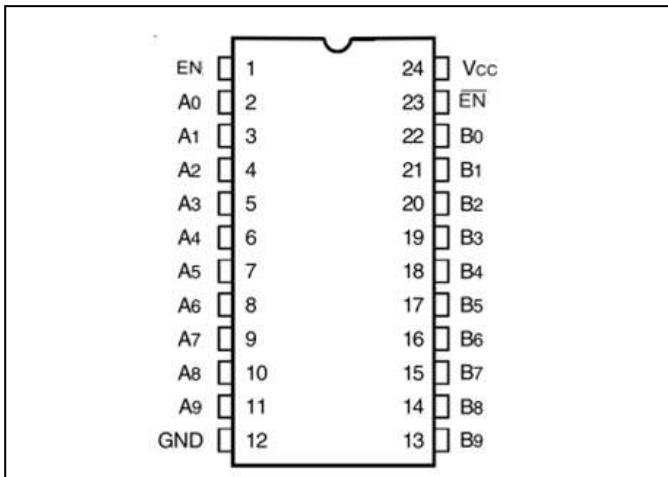 EN 1 24 Vcc
A0 2 23 E̅N̅
A1 3 22 B0
A2 4 21 B1
A3 5 20 B2
A4 6 19 B3
A5 7 18 B4
A6 8 17 B5
A7 9 16 B6
A8 10 15 B7
A9 11 14 B8
GND 12 13 B9